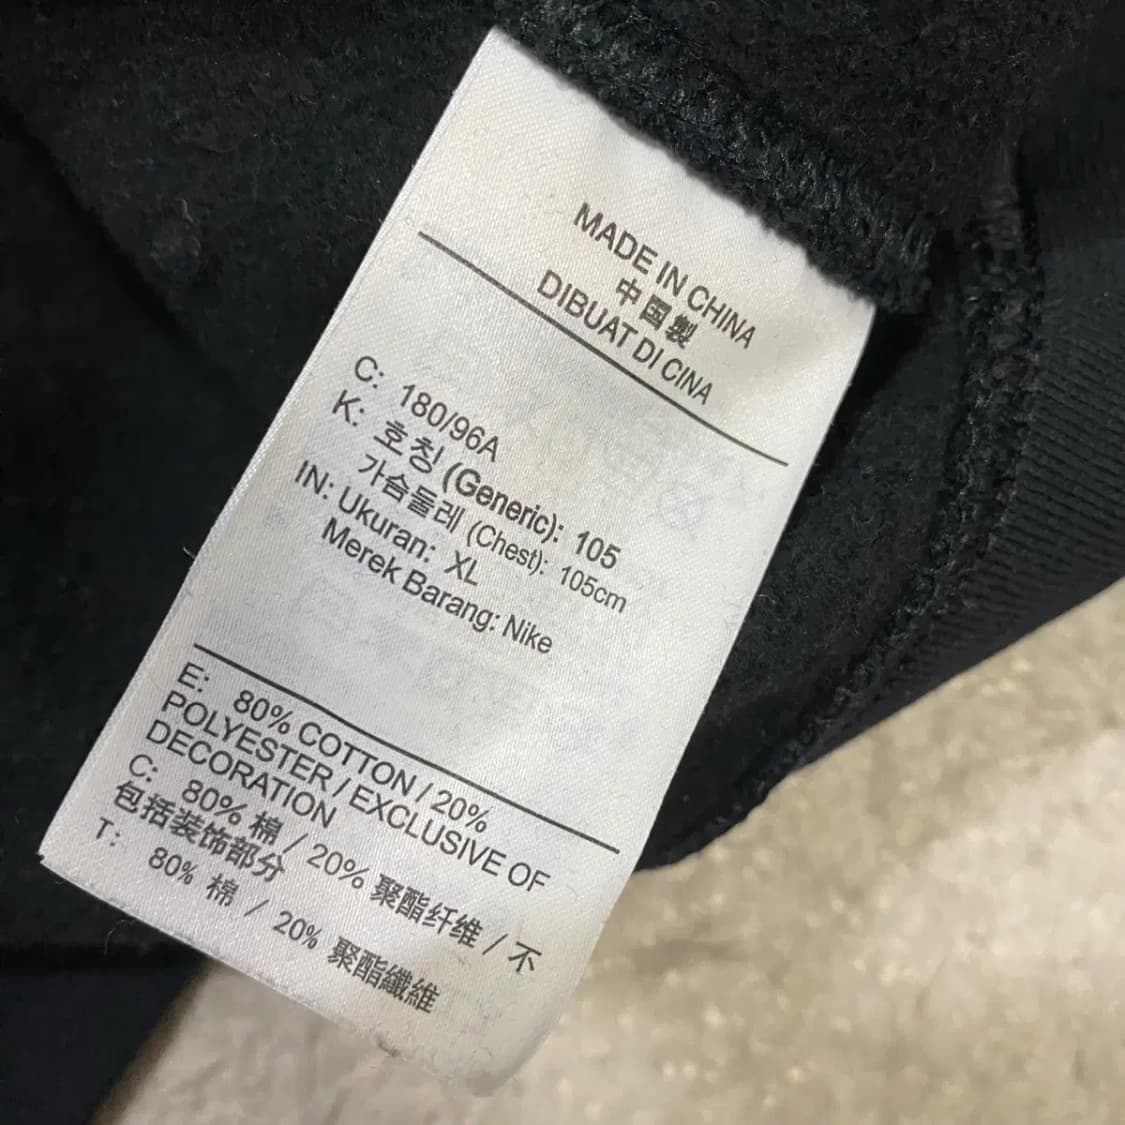 MADE IN CHINA
中国製
DIBUAT DI CINA
C: 180/96A
K: 호칭 (Generic): 105
가슴둘레 (Chest): 105cm
IN: Ukuran: XL
Merek Barang: Nike
E: 80% COTTON / 20%
POLYESTER / EXCLUSIVE OF
DECORATION
C: 80% 棉 / 20% 聚酯纤维 / 不
包括装饰部分
T: 80% 棉 / 20% 聚酯纖維